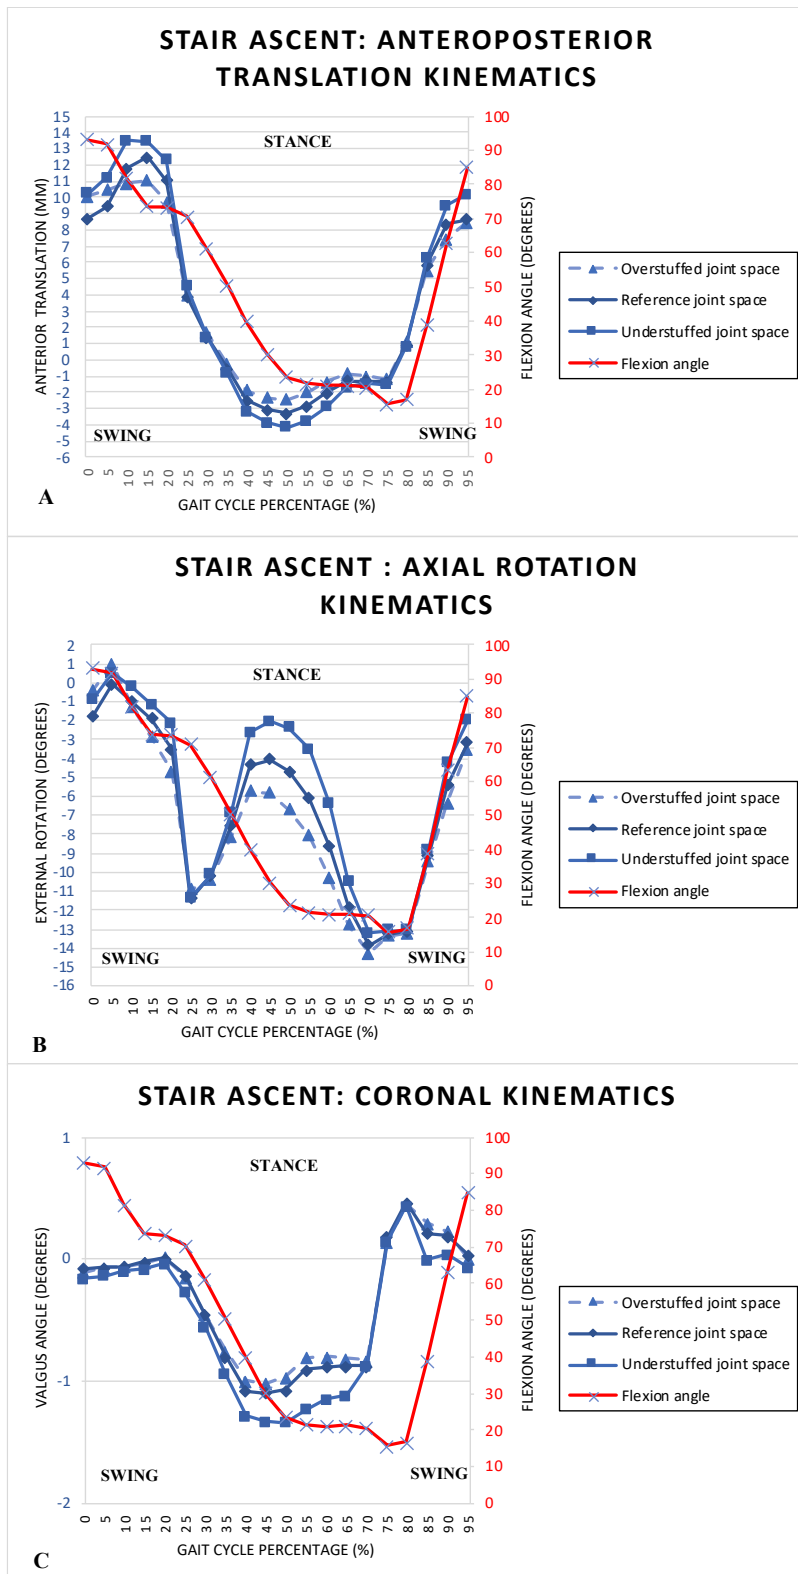 STAIR ASCENT: ANTEROPOSTERIOR
TRANSLATION KINEMATICS
15
14
13
12
11
10
9
8
7
6
5
4
3
2
1
0
-1
-2
-3
-4
-5
-6
ANTERIOR TRANSLATION (MM)
STANCE
SWING
SWING
100
90
80
70
60
50
40
30
20
10
0
FLEXION ANGLE (DEGREES)
0 5 10 15 20 25 30 35 40 45 50 55 60 65 70 75 80 85 90 95
GAIT CYCLE PERCENTAGE (%)
Overstuffed joint space
Reference joint space
Understuffed joint space
Flexion angle
A
STAIR ASCENT : AXIAL ROTATION
KINEMATICS
2
1
0
-1
-2
-3
-4
-5
-6
-7
-8
-9
-10
-11
-12
-13
-14
-15
-16
EXTERNAL ROTATION (DEGREES)
STANCE
SWING
SWING
100
90
80
70
60
50
40
30
20
10
0
FLEXION ANGLE (DEGREES)
0 5 10 15 20 25 30 35 40 45 50 55 60 65 70 75 80 85 90 95
GAIT CYCLE PERCENTAGE (%)
Overstuffed joint space
Reference joint space
Understuffed joint space
Flexion angle
B
STAIR ASCENT: CORONAL KINEMATICS
1
0
-1
-2
VALGUS ANGLE (DEGREES)
STANCE
SWING
SWING
100
90
80
70
60
50
40
30
20
10
0
FLEXION ANGLE (DEGREES)
0 5 10 15 20 25 30 35 40 45 50 55 60 65 70 75 80 85 90 95
GAIT CYCLE PERCENTAGE (%)
Overstuffed joint space
Reference joint space
Understuffed joint space
Flexion angle
C